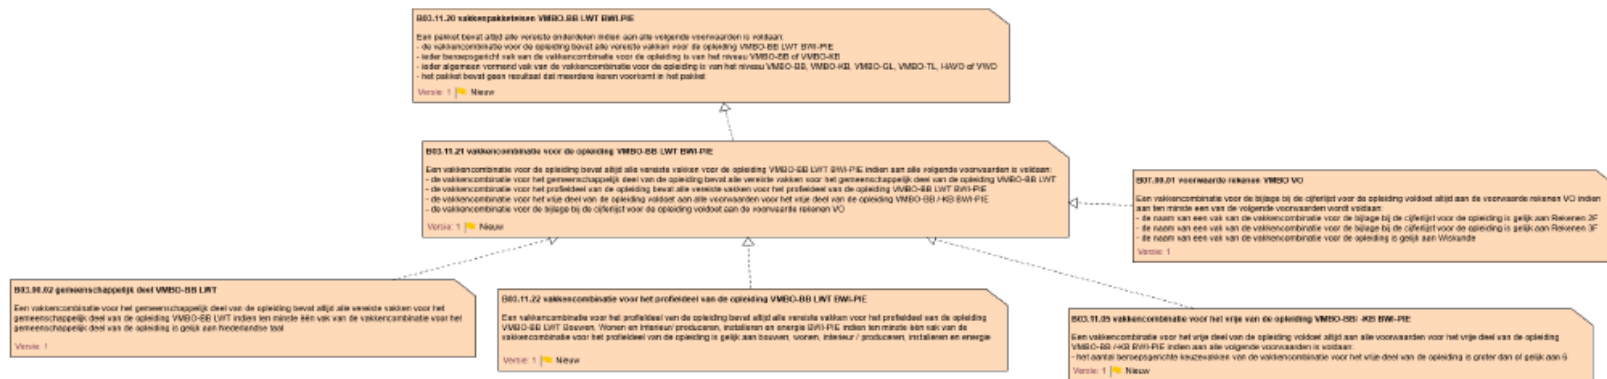 B03.11.20 vakkenpakketeisen VMBO-BB LWT BWI-PIE
Een pakket bevat altijd alle vereiste onderdelen indien aan alle volgende voorwaarden is voldaan:
- de vakkencombinatie voor de opleiding bevat alle vereiste vakken voor de opleiding VMBO-BB LWT BWI-PIE
- ieder beroepsgericht vak van de vakkencombinatie voor de opleiding is van het niveau VMBO-BB of VMBO-KB
- ieder algemeen vormend vak van de vakkencombinatie voor de opleiding is van het niveau VMBO-BB, VMBO-KB, VMBO-GL, VMBO-TL, HAVO of VWO
- het pakket bevat geen resultaat dat meerdere keren voorkomt in het pakket
Versie: 1 Nieuw
B03.11.21 vakkencombinatie voor de opleiding VMBO-BB LWT BWI-PIE
Een vakkencombinatie voor de opleiding bevat altijd alle vereiste vakken voor de opleiding VMBO-BB LWT BWI-PIE indien aan alle volgende voorwaarden is voldaan:
- de vakkencombinatie voor het gemeenschappelijk deel van de opleiding bevat alle vereiste vakken voor het gemeenschappelijk deel van de opleiding VMBO-BB LWT
- de vakkencombinatie voor het profieldeel van de opleiding bevat alle vereiste vakken voor het profieldeel van de opleiding VMBO-BB LWT BWI-PIE
- de vakkencombinatie voor het vrije deel van de opleiding voldoet aan alle voorwaarden voor het vrije deel van de opleiding VMBO-BB /-KB BWI-PIE
- de vakkencombinatie voor de bijlage bij de cijferlijst voor de opleiding voldoet aan de voorwaarde rekenen VO
Versie: 1 Nieuw
B07.00.01 voorwaarde rekenen VMBO VO
Een vakkencombinatie voor de bijlage bij de cijferlijst voor de opleiding voldoet altijd aan de voorwaarde rekenen VO indien
aan ten minste een van de volgende voorwaarden wordt voldaan:
- de naam van een vak van de vakkencombinatie voor de bijlage bij de cijferlijst voor de opleiding is gelijk aan Rekenen 2F
- de naam van een vak van de vakkencombinatie voor de bijlage bij de cijferlijst voor de opleiding is gelijk aan Rekenen 3F
- de naam van een vak van de vakkencombinatie voor de opleiding is gelijk aan Wiskunde
Versie: 1
B03.00.02 gemeenschappelijk deel VMBO-BB LWT
Een vakkencombinatie voor het gemeenschappelijk deel van de opleiding bevat altijd alle vereiste vakken voor het
gemeenschappelijk deel van de opleiding VMBO-BB LWT indien ten minste één vak van de vakkencombinatie voor het
gemeenschappelijk deel van de opleiding is gelijk aan Nederlandse taal
Versie: 1
B03.11.22 vakkencombinatie voor het profieldeel van de opleiding VMBO-BB LWT BWI-PIE
Een vakkencombinatie voor het profieldeel van de opleiding bevat altijd alle vereiste vakken voor het profieldeel van de opleiding
VMBO-BB LWT Bouwen, Wonen en Interieur/ produceren, installeren en energie BWI-PIE indien ten minste één vak van de
vakkencombinatie voor het profieldeel van de opleiding is gelijk aan bouwen, wonen, interieur / produceren, installeren en energie
Versie: 1 Nieuw
B03.11.05 vakkencombinatie voor het vrije van de opleiding VMBO-BB/ -KB BWI-PIE
Een vakkencombinatie voor het vrije deel van de opleiding voldoet altijd aan alle voorwaarden voor het vrije deel van de opleiding
VMBO-BB /-KB BWI-PIE indien aan alle volgende voorwaarden is voldaan:
- het aantal beroepsgerichte keuzevakken van de vakkencombinatie voor het vrije deel van de opleiding is groter dan of gelijk aan 6
Versie: 1 Nieuw